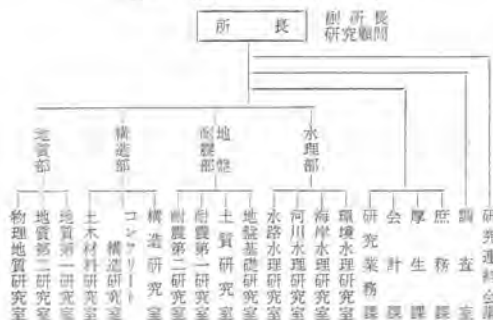 所長
副所長
研究顧問
地質部
構造部
地盤
耐震部
水理部
研究連絡会議
調査室
庶務課
厚生課
会計課
研究業務課
環境水理研究室
海岸水理研究室
河川水理研究室
水路水理研究室
地盤基礎研究室
土質研究室
耐震第一研究室
耐震第二研究室
構造研究室
コンクリート
構造研究室
土木材料研究室
地質第一研究室
地質第二研究室
物理地質研究室